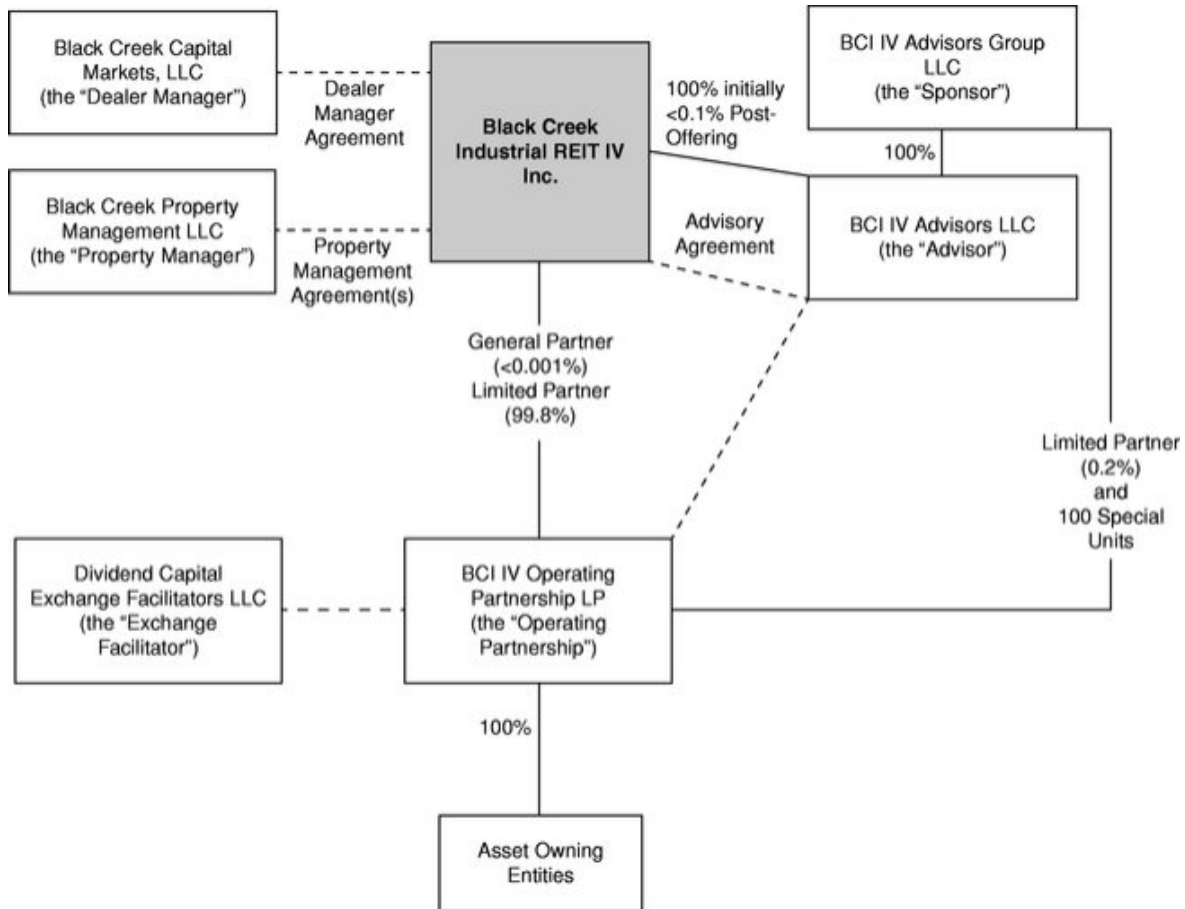 Black Creek Capital
Markets, LLC
(the “Dealer Manager”)
Dealer
Manager
Agreement
Black Creek
Industrial REIT IV
Inc.
100% initially
<0.1% Post-
Offering
BCI IV Advisors Group
LLC
(the “Sponsor”)
100%
Black Creek Property
Management LLC
(the “Property Manager”)
Property
Management
Agreement(s)
Advisory
Agreement
BCI IV Advisors LLC
(the “Advisor”)
General Partner
(<0.001%)
Limited Partner
(99.8%)
Limited Partner
(0.2%)
and
100 Special
Units
Dividend Capital
Exchange Facilitators LLC
(the “Exchange
Facilitator”)
BCI IV Operating
Partnership LP
(the “Operating
Partnership”)
100%
Asset Owning
Entities